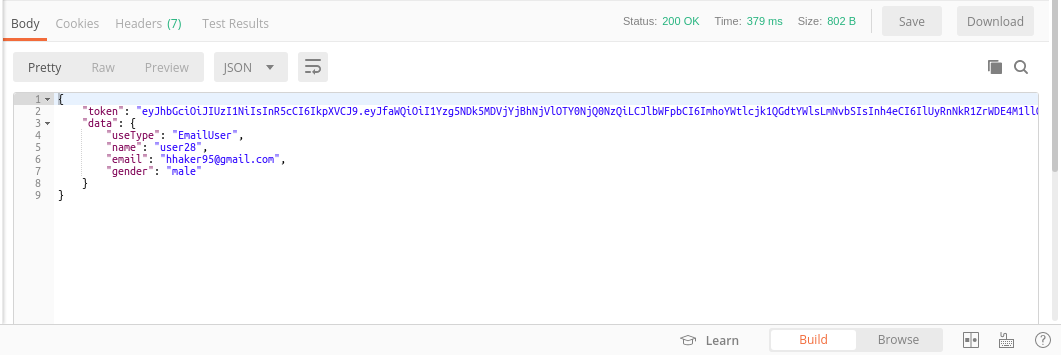 Body Cookies Headers (7) Test Results Status: 200 OK Time: 379 ms Size: 802 B Save Download
Pretty Raw Preview JSON
1 {
2 "token":
3 "data": {
4 "useType": "EmailUser",
5 "name": "user28",
6 "email": "hhaker95@gmail.com",
7 "gender": "male"
8 }
9 }
Learn Build Browse